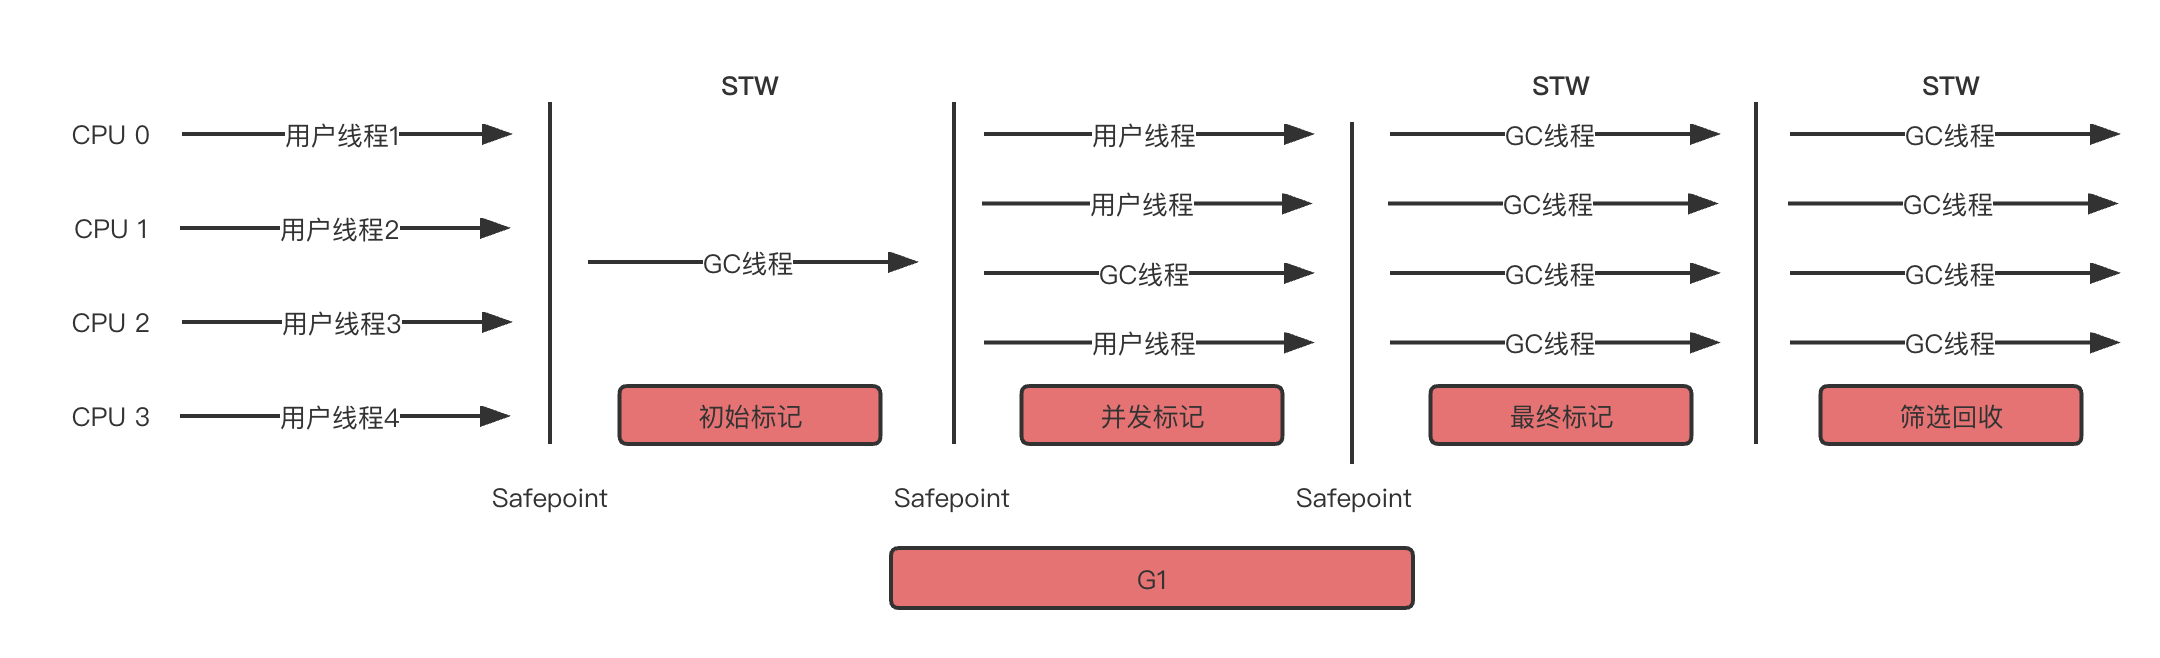 STW
STW
STW
CPU 0
用户线程1
用户线程
GC线程
GC线程
CPU 1
用户线程2
用户线程
GC线程
GC线程
GC线程
CPU 2
用户线程3
GC线程
GC线程
GC线程
CPU 3
用户线程4
用户线程
GC线程
GC线程
初始标记
并发标记
最终标记
筛选回收
Safepoint
Safepoint
Safepoint
G1